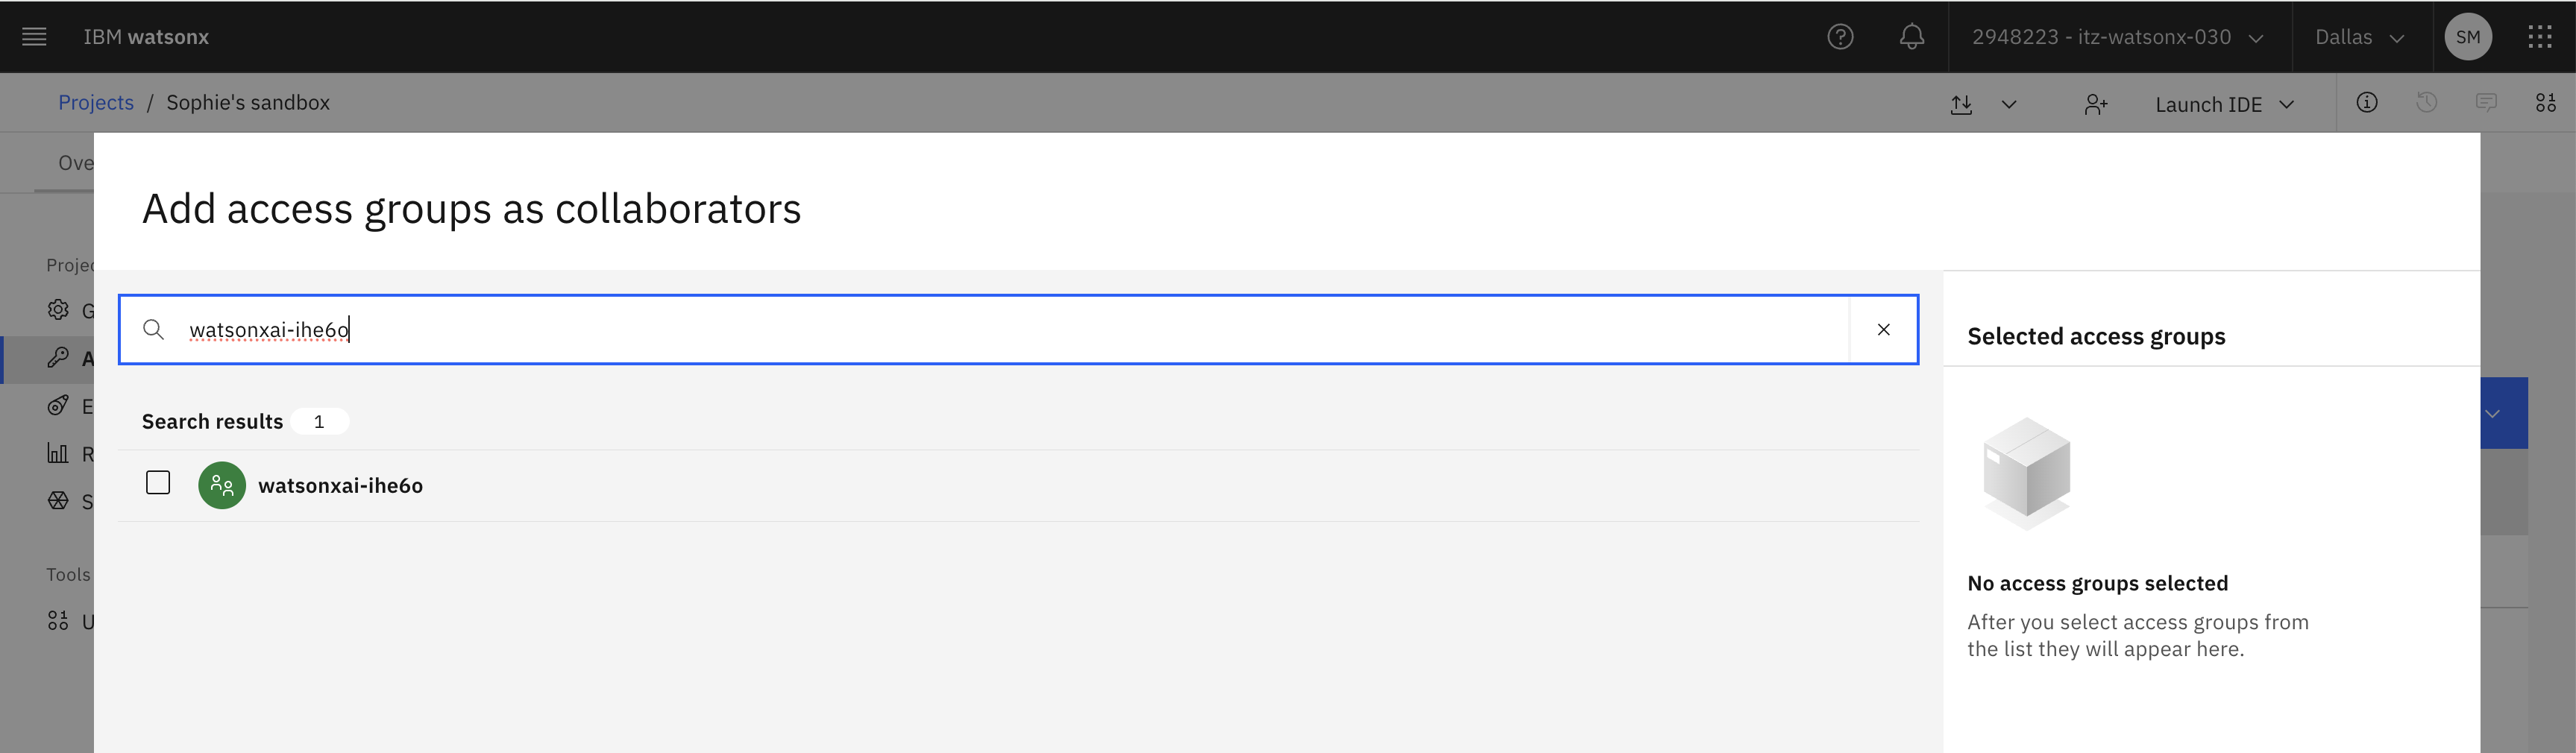 IBM watsonx
2948223 - itz-watsonx-030
Dallas
SM
Projects / Sophie's sandbox
Launch IDE
Add access groups as collaborators
watsonxai-ihe6o
Selected access groups
Search results 1
watsonxai-ihe6o
No access groups selected
After you select access groups from
the list they will appear here.
Tools